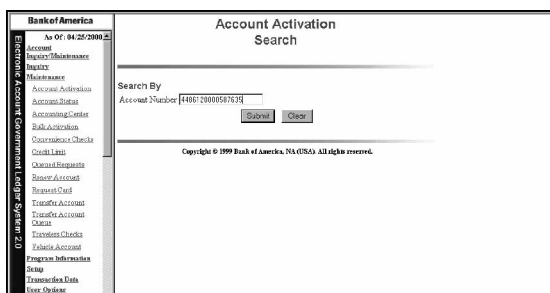 Bank of America
As Of: 04/25/2000
Electronic Account Government Ledger System 2.0
Account
Inquiry/Maintenance
Inquiry
Maintenance
Account Activation
Account Status
Accounting Center
Bulk Activation
Convenience Checks
Credit Limit
Queued Requests
Renew Account
Request Card
Transfer Account
Transfer Account
Queue
Travelers Checks
Vehicle Account
Program Information
Setup
Transaction Data
User Options
Account Activation
Search
Search By
Account Number 4486120000587635
Submit Clear
Copyright © 1999 Bank of America, NA (USA). All rights reserved.